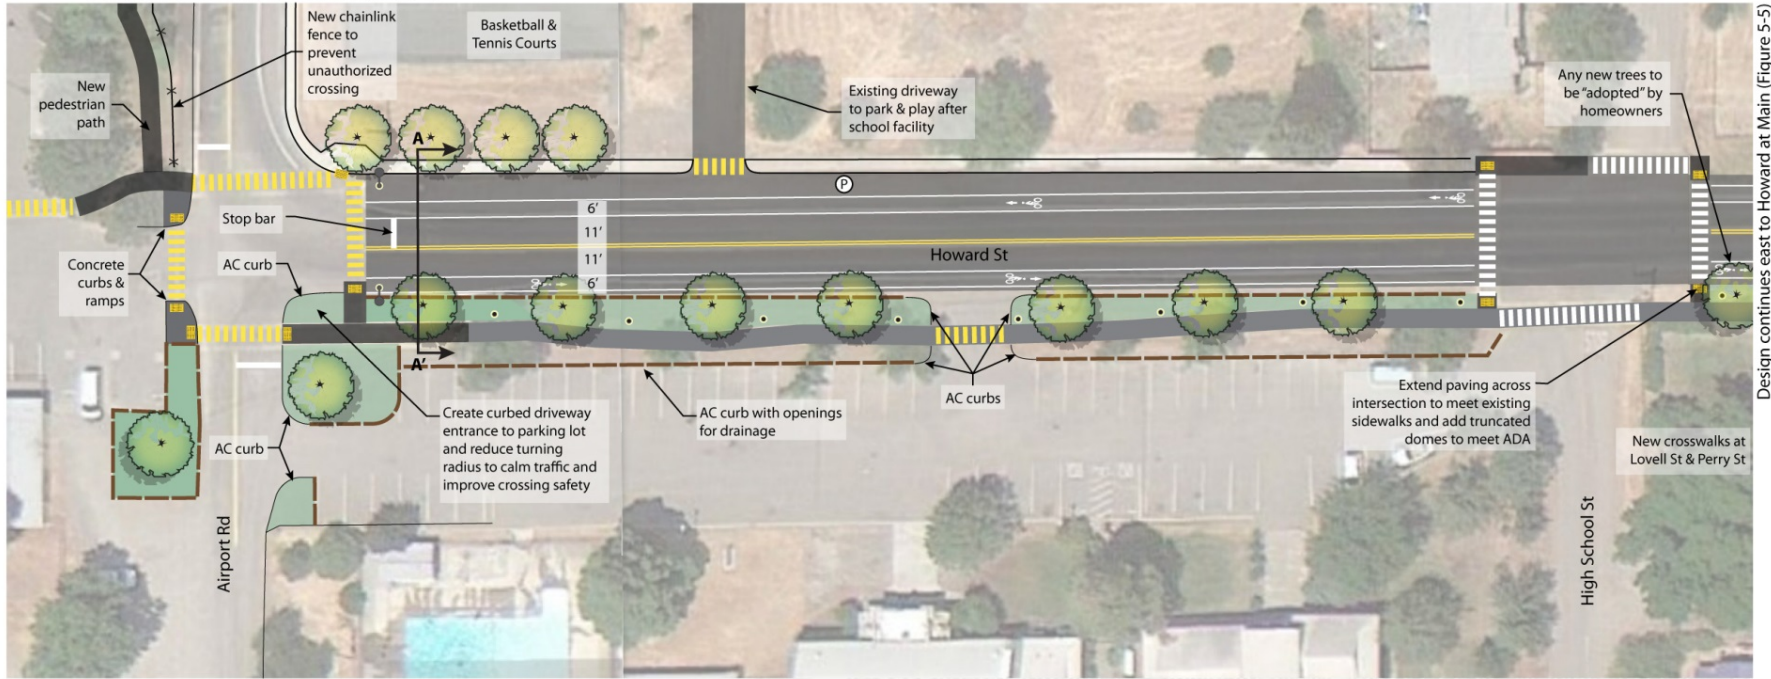 New chainlink
fence to
prevent
unauthorized
crossing
Basketball &
Tennis Courts
New
pedestrian
path
Existing driveway
to park & play after
school facility
Any new trees to
be “adopted” by
homeowners
A
P
Stop bar
6’
11’
11’
6’
Howard St
Concrete
curbs &
ramps
AC curb
A’
AC curbs
Create curbed driveway
entrance to parking lot
and reduce turning
radius to calm traffic and
improve crossing safety
AC curb with openings
for drainage
Extend paving across
intersection to meet existing
sidewalks and add truncated
domes to meet ADA
AC curb
New crosswalks at
Lovell St & Perry St
Airport Rd
High School St
Design continues east to Howard at Main (Figure 5-5)